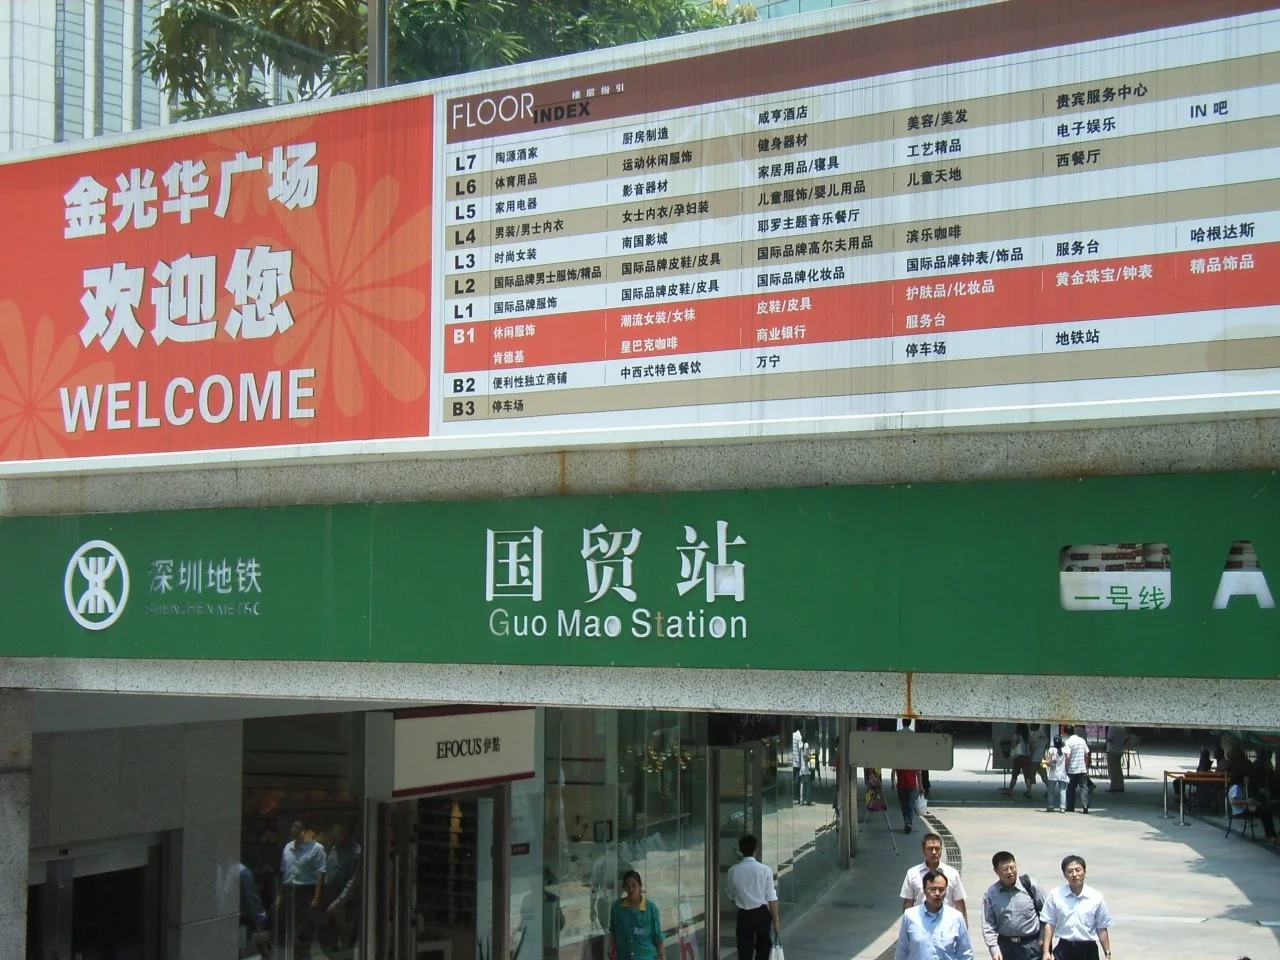 金光华广场
欢迎您
WELCOME
FLOOR INDEX 楼层指引
L7 陶源酒家 厨房制造 咸亨酒店 美容/美发 贵宾服务中心
L6 体育用品 运动休闲服饰 健身器材 工艺精品 电子娱乐 IN 吧
L5 家用电器 影音器材 家居用品/寝具 儿童天地 西餐厅
L4 男装/男士内衣 女士内衣/孕妇装 儿童服饰/婴儿用品
L3 时尚女装 南国影城 耶罗主题音乐餐厅
L2 国际品牌男士服饰/精品 国际品牌皮鞋/皮具 国际品牌高尔夫用品 滨乐咖啡
L1 国际品牌服饰 国际品牌皮鞋/皮具 国际品牌化妆品 国际品牌钟表/饰品 服务台 哈根达斯
B1 休闲服饰 潮流女装/女袜 皮鞋/皮具 护肤品/化妆品 黄金珠宝/钟表 精品饰品
肯德基 星巴克咖啡 商业银行 服务台
B2 便利性独立商铺 中西式特色餐饮 万宁 停车场 地铁站
B3 停车场
深圳地铁
SHENZHEN METRO
国贸站
Guo Mao Station
一号线
A
EFOCUS 伊點